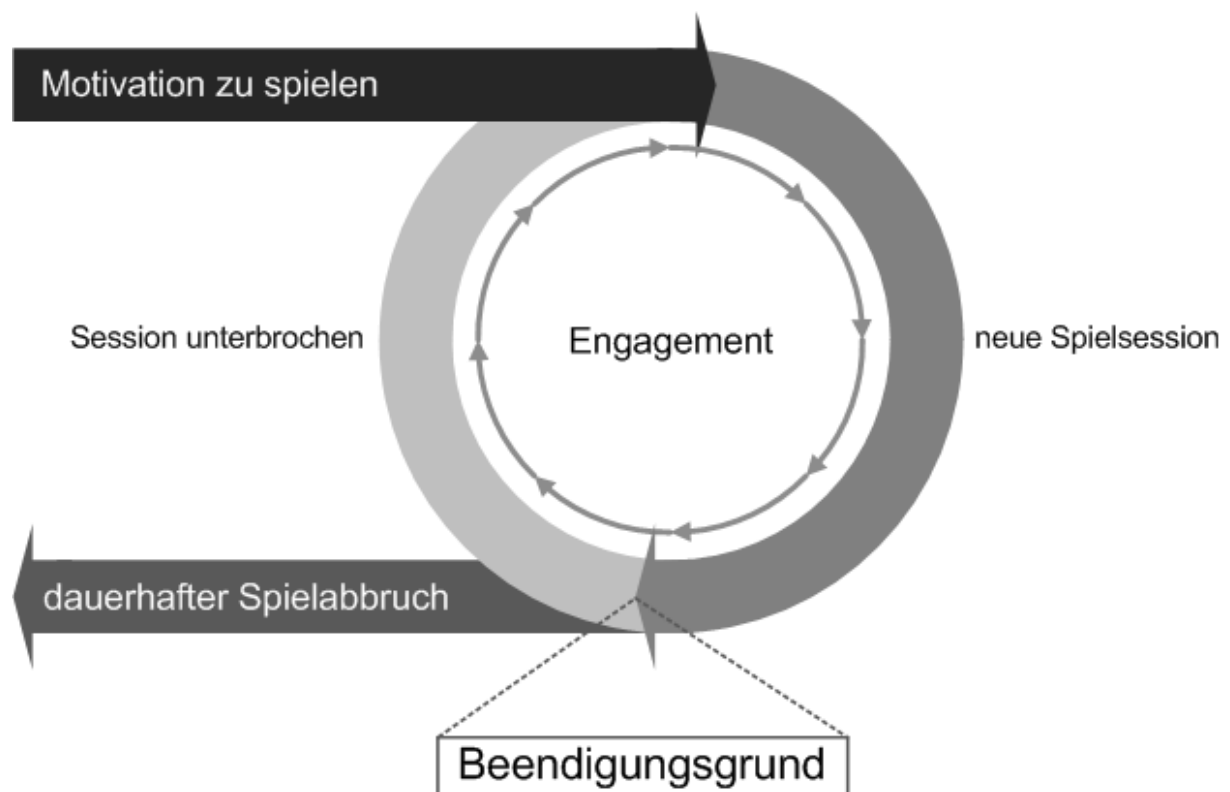 Motivation zu spielen
Session unterbrochen
Engagement
neue Spielsession
dauerhafter Spielabbruch
Beendigungsgrund